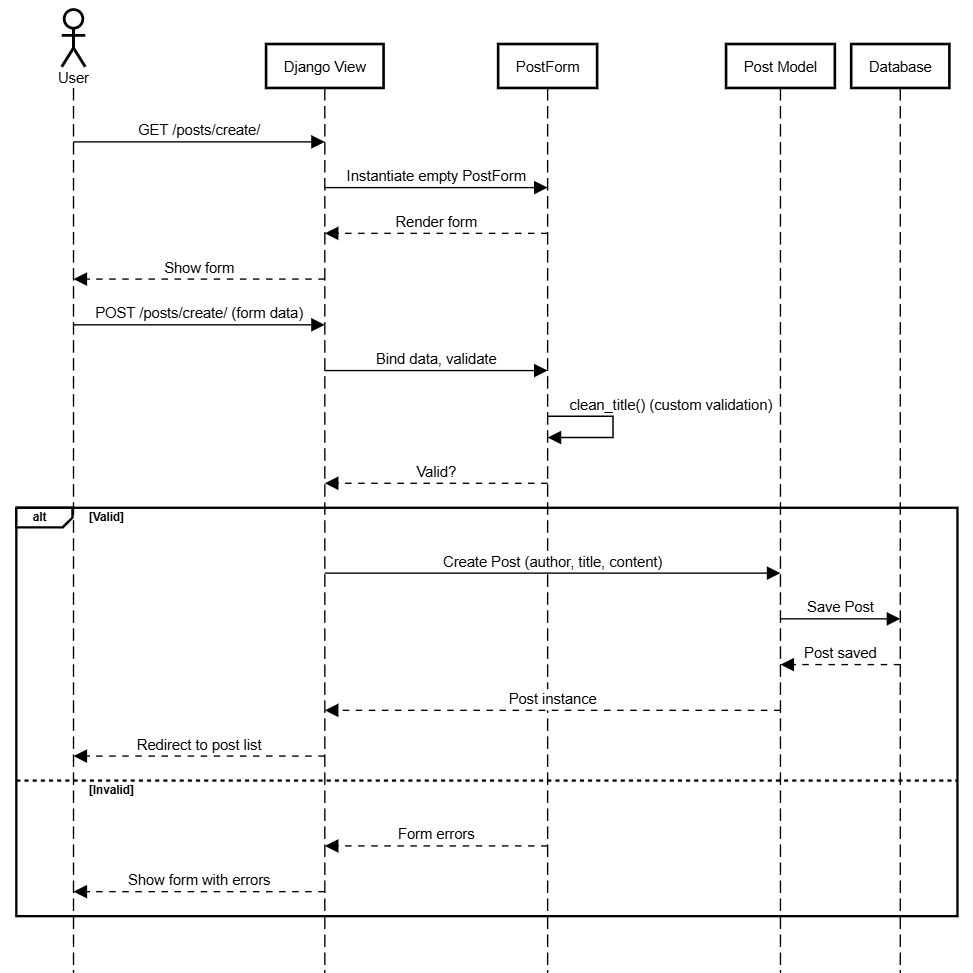 User
Django View
PostForm
Post Model
Database
GET /posts/create/
Instantiate empty PostForm
Render form
Show form
POST /posts/create/ (form data)
Bind data, validate
clean_title() (custom validation)
Valid?
alt
[Valid]
Create Post (author, title, content)
Save Post
Post saved
Post instance
Redirect to post list
[Invalid]
Form errors
Show form with errors